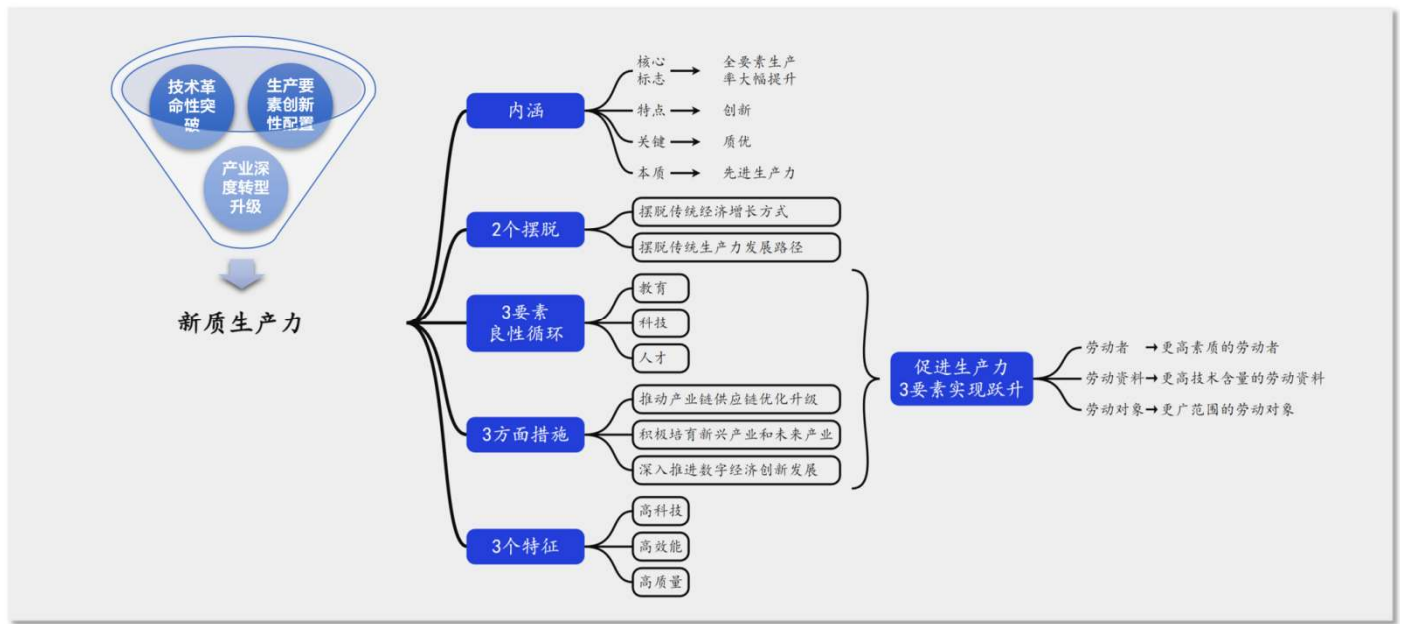 技术革
命性突
破
生产要
素创新
性配置
产业深
度转型
升级
新质生产力
内涵
核心
标志
全要素生产
率大幅提升
特点
创新
关键
质优
本质
先进生产力
2个摆脱
摆脱传统经济增长方式
摆脱传统生产力发展路径
3要素
良性循环
教育
科技
人才
3方面措施
推动产业链供应链优化升级
积极培育新兴产业和未来产业
深入推进数字经济创新发展
3个特征
高科技
高效能
高质量
促进生产力
3要素实现跃升
劳动者
更高素质的劳动者
劳动资料
更高技术含量的劳动资料
劳动对象
更广范围的劳动对象